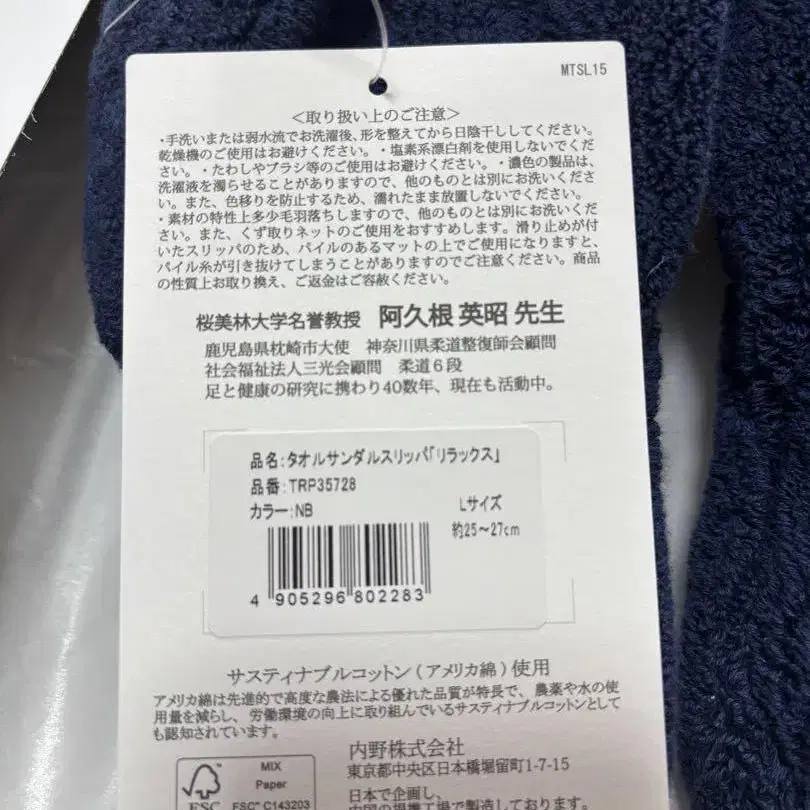 MTSL15
<取り扱い上のご注意>
・手洗いまたは弱水流でお洗濯後、形を整えてから日陰干ししてください。
乾燥機のご使用はお避けください。・塩素系漂白剤を使用しないでくだ
さい。・たわしやブラシ等のご使用はお避けください。・濃色の製品は、
洗濯液を濁らせることがありますので、他のものとは別にお洗いくださ
い。また、色移りを防止するため、濡れたまま放置しないでください。
・素材の特性上多少毛羽落ちしますので、他のものとは別にお洗いくだ
さい。また、くず取りネットのご使用をおすすめします。滑り止めが付
いたスリッパのため、パイルのあるマットの上でご使用になりますと、
パイル糸が引き抜けてしまうことがありますのでご注意ください。商品
の性質上お取り換え、ご返金はご容赦ください。
桜美林大学名誉教授 阿久根 英昭 先生
鹿児島県枕崎市大使 神奈川県柔道整復師会顧問
社会福祉法人三光会顧問 柔道6段
足と健康の研究に携わり40数年、現在も活動中。
品名:タオルサンダルスリッパ「リラックス」
品番:TRP35728
カラー:NB
Lサイズ
約25~27cm
4 905296 802283
サスティナブルコットン(アメリカ綿)使用
アメリカ綿は先進的で高度な農法による優れた品質が特長で、農薬や水の使
用量を減らし、労働環境の向上に取り組んでいるサスティナブルコットンとして
も認知されています。
内野株式会社
東京都中央区日本橋堀留町1-7-15
日本で企画し、
中国の提携工場で製造しております。
MIX
Paper
FSC
FSC® C143203